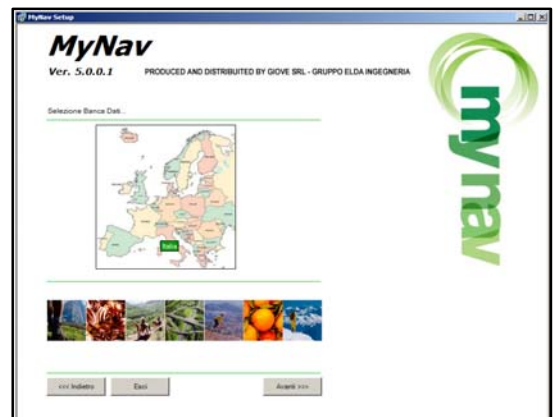 MyNav Setup
MyNav
Ver. 5.0.0.1
PRODUCED AND DISTRIBUITED BY GIOVE SRL - GRUPPO ELDA INGEGNERIA
mynav
Selezione Banca Dati...
Italia
<<< Indietro
Esci
Avanti >>>